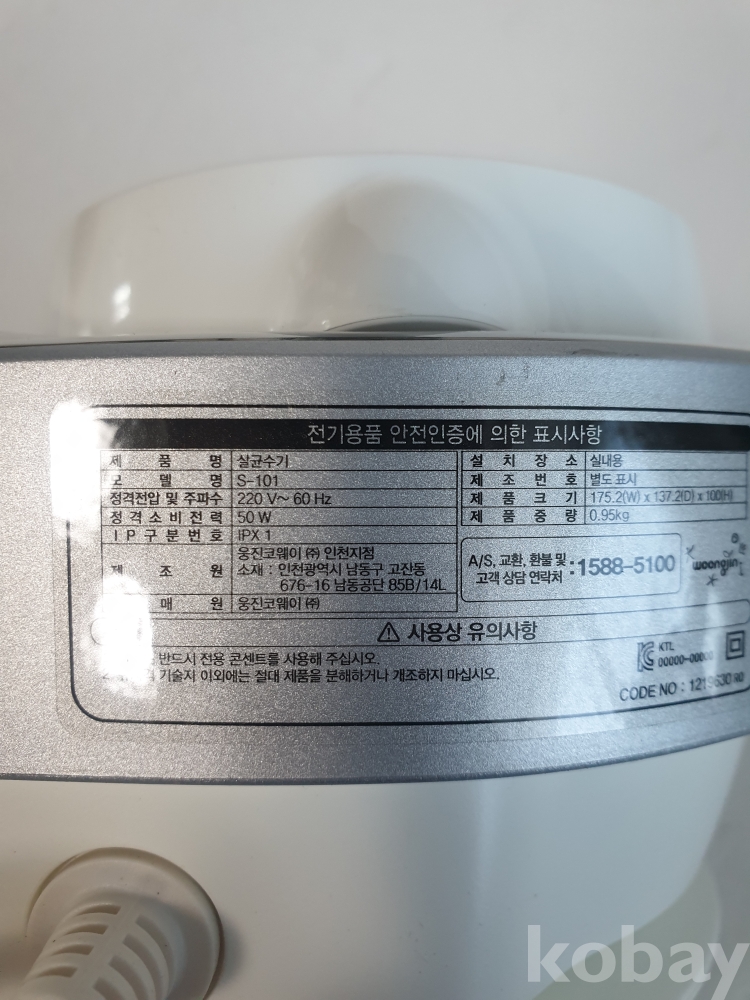 전기용품 안전인증에 의한 표시사항
제 품 명 살균수기
모 델 명 S-101
정격전압 및 주파수 220 V~ 60 Hz
정격소비전력 50 W
IP구분번호 IPX 1
제 조 원 웅진코웨이 ㈜ 인천지점
소재 : 인천광역시 남동구 고잔동
676-16 남동공단 85B/14L
매 원 웅진코웨이 ㈜
설 치 장 소 실내용
제 조 번 호 별도 표시
제 품 크 기 175.2(W) x 137.2(D) x 100(H)
제 품 중 량 0.95kg
A/S, 교환, 환불 및
고객 상담 연락처 : 1588-5100
woongjin
⚠ 사용상 유의사항
반드시 전용 콘센트를 사용해 주십시오.
2. 기술지 이외에는 절대 제품을 분해하거나 개조하지 마십시오.
KTL
00000-00000
CODE NO : 1219630
kobay